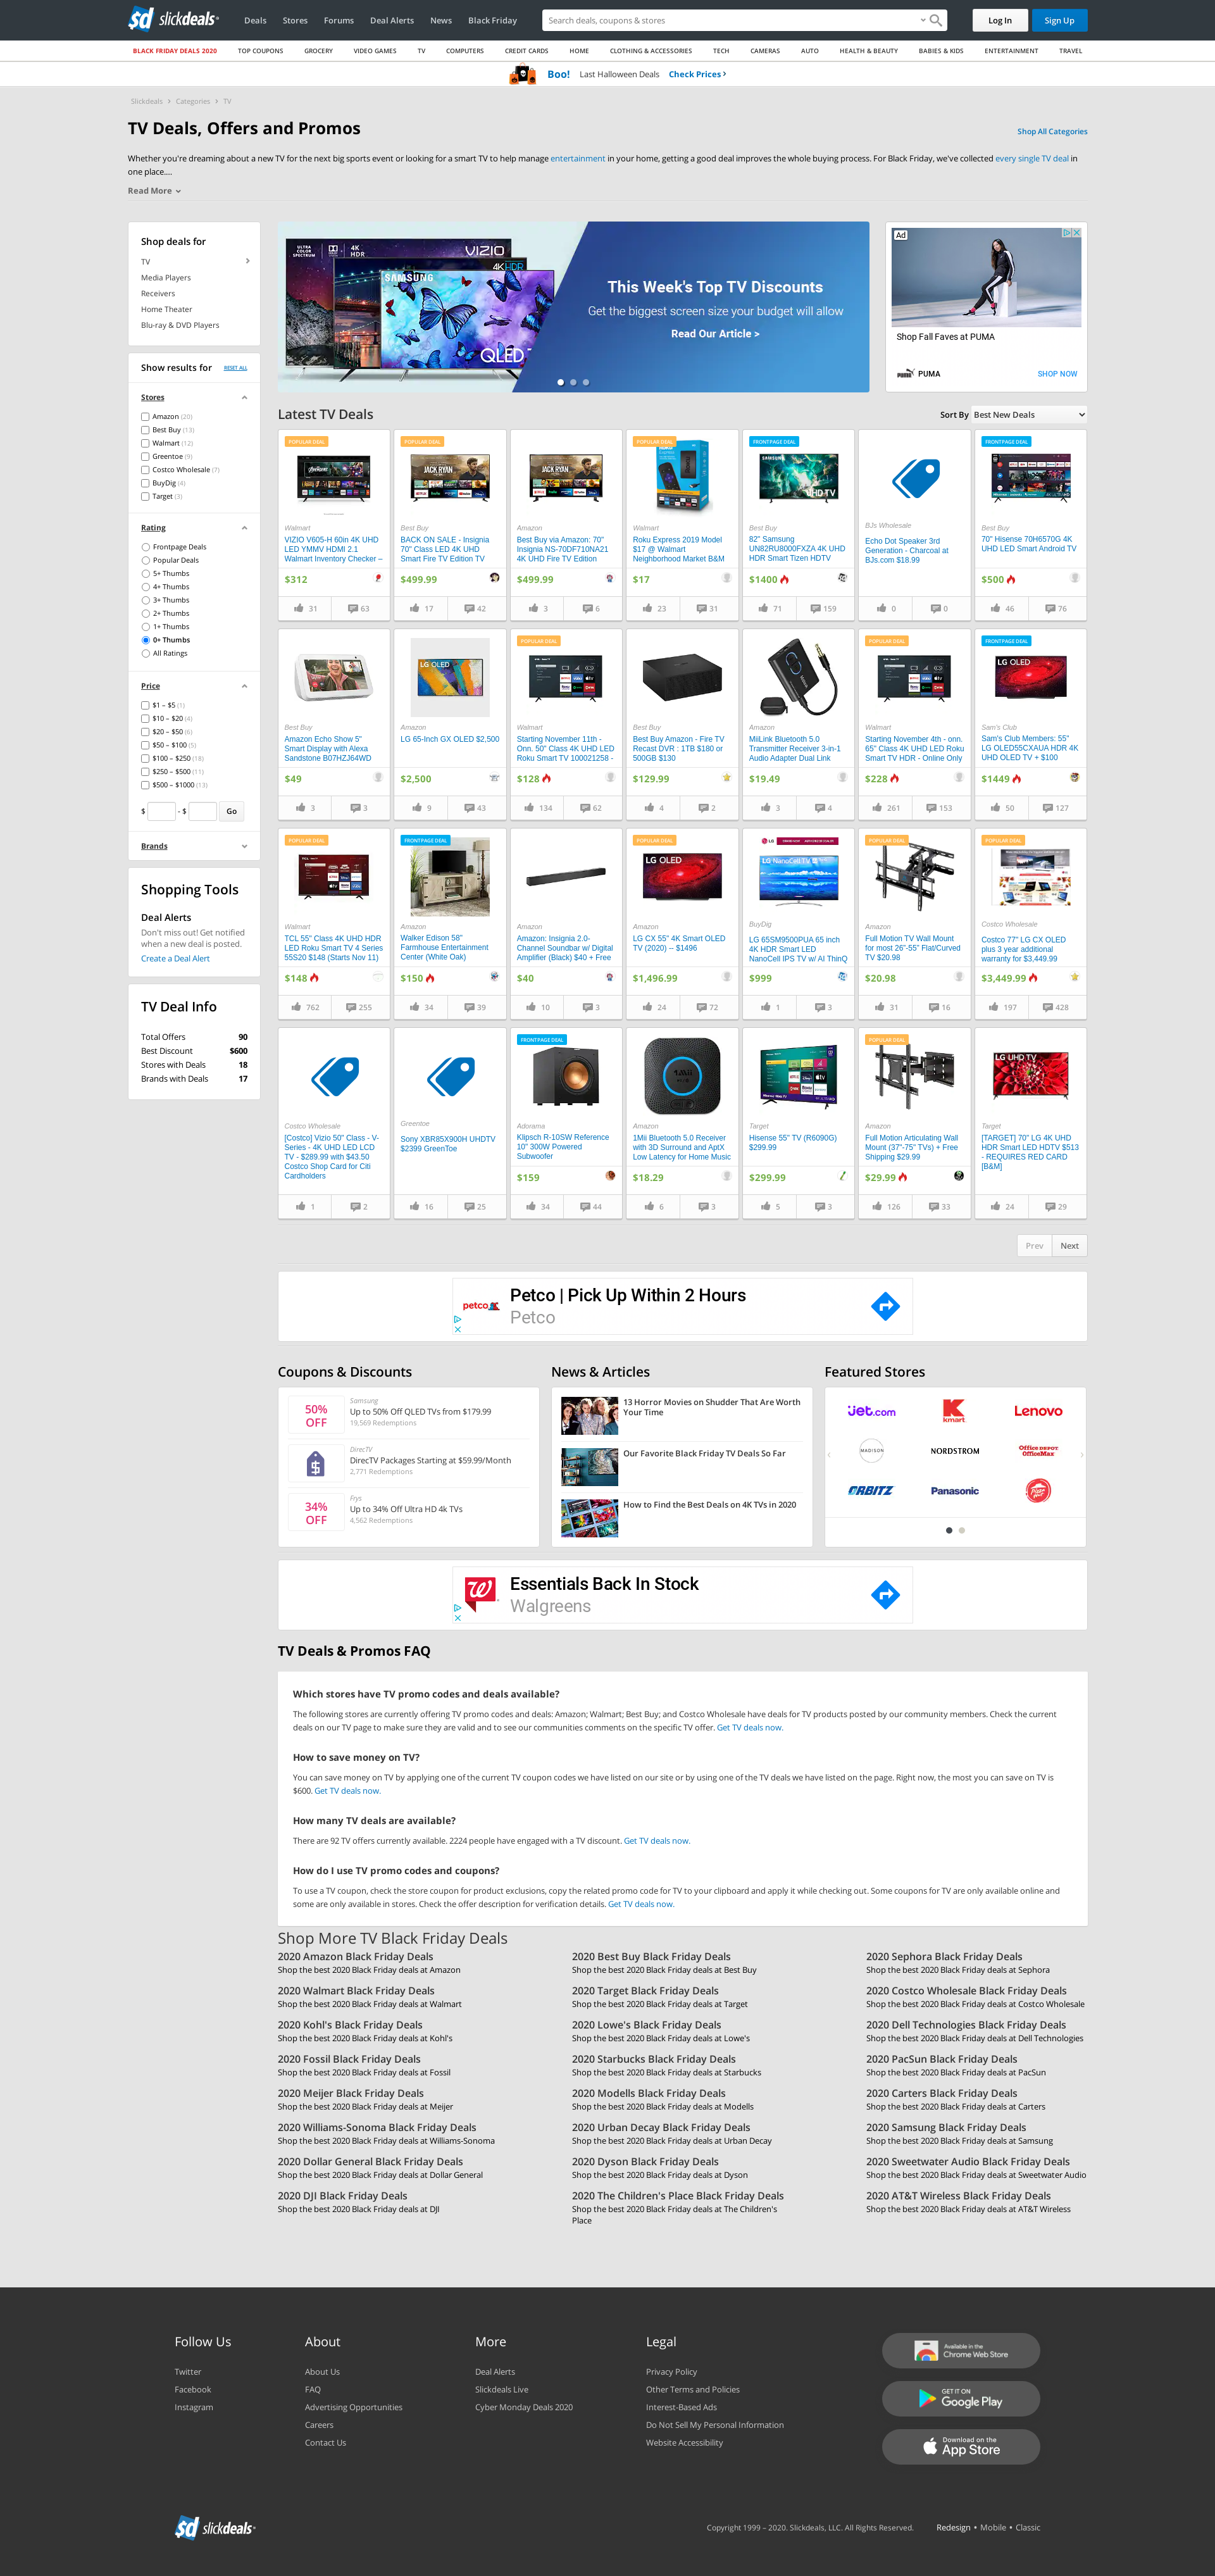 slickdeals
Deals Stores Forums Deal Alerts News Black Friday
Search deals, coupons & stores
Log In Sign Up
BLACK FRIDAY DEALS 2020 TOP COUPONS GROCERY VIDEO GAMES TV COMPUTERS CREDIT CARDS HOME CLOTHING & ACCESSORIES TECH CAMERAS AUTO HEALTH & BEAUTY BABIES & KIDS ENTERTAINMENT TRAVEL
Boo! Last Halloween Deals Check Prices
Slickdeals Categories TV
TV Deals, Offers and Promos
Shop All Categories
Whether you're dreaming about a new TV for the next big sports event or looking for a smart TV to help manage entertainment in your home, getting a good deal improves the whole buying process. For Black Friday, we've collected every single TV deal in
one place....
Read More
Shop deals for
TV
Media Players
Receivers
Home Theater
Blu-ray & DVD Players
Show results for RESET ALL
Stores
Amazon (20)
Best Buy (13)
Walmart (12)
Greentoe (9)
Costco Wholesale (7)
BuyDig (4)
Target (3)
Rating
Frontpage Deals
Popular Deals
5+ Thumbs
4+ Thumbs
3+ Thumbs
2+ Thumbs
1+ Thumbs
0+ Thumbs
All Ratings
Price
$1 – $5 (1)
$10 – $20 (4)
$20 – $50 (6)
$50 – $100 (5)
$100 – $250 (18)
$250 – $500 (11)
$500 – $1000 (13)
$ - $ Go
Brands
Shopping Tools
Deal Alerts
Don't miss out! Get notified
when a new deal is posted.
Create a Deal Alert
TV Deal Info
Total Offers 90
Best Discount $600
Stores with Deals 18
Brands with Deals 17
VIZIO
4K HDR
SAMSUNG
QLED T
This Week's Top TV Discounts
Get the biggest screen size your budget will allow
Read Our Article >
Ad
Shop Fall Faves at PUMA
PUMA SHOP NOW
Latest TV Deals
Sort By Best New Deals
POPULAR DEAL
Walmart
VIZIO V605-H 60in 4K UHD
LED YMMV HDMI 2.1
Walmart Inventory Checker –
$312
31 63
POPULAR DEAL
Best Buy
BACK ON SALE - Insignia
70" Class LED 4K UHD
Smart Fire TV Edition TV
$499.99
17 42
Amazon
Best Buy via Amazon: 70"
Insignia NS-70DF710NA21
4K UHD Fire TV Edition
$499.99
3 6
POPULAR DEAL
Walmart
Roku Express 2019 Model
$17 @ Walmart
Neighborhood Market B&M
$17
23 31
FRONTPAGE DEAL
SAMSUNG
UHD TV
Best Buy
82" Samsung
UN82RU8000FXZA 4K UHD
HDR Smart Tizen HDTV
$1400
71 159
BJs Wholesale
Echo Dot Speaker 3rd
Generation - Charcoal at
BJs.com $18.99
0 0
FRONTPAGE DEAL
Best Buy
70" Hisense 70H6570G 4K
UHD LED Smart Android TV
$500
46 76
Best Buy
Amazon Echo Show 5"
Smart Display with Alexa
Sandstone B07HZJ64WD
$49
3 3
LG OLED
Amazon
LG 65-Inch GX OLED $2,500
$2,500
9 43
POPULAR DEAL
Walmart
Starting November 11th -
Onn. 50" Class 4K UHD LED
Roku Smart TV 100021258 -
$128
134 62
Best Buy
Best Buy Amazon - Fire TV
Recast DVR : 1TB $180 or
500GB $130
$129.99
4 2
Amazon
MiiLink Bluetooth 5.0
Transmitter Receiver 3-in-1
Audio Adapter Dual Link
$19.49
3 4
POPULAR DEAL
Walmart
Starting November 4th - onn.
65" Class 4K UHD LED Roku
Smart TV HDR - Online Only
$228
261 153
FRONTPAGE DEAL
LG OLED
Sam's Club
Sam's Club Members: 55"
LG OLED55CXAUA HDR 4K
UHD OLED TV + $100
$1449
50 127
POPULAR DEAL
Walmart
TCL 55" Class 4K UHD HDR
LED Roku Smart TV 4 Series
55S20 $148 (Starts Nov 11)
$148
762 255
FRONTPAGE DEAL
Amazon
Walker Edison 58"
Farmhouse Entertainment
Center (White Oak)
$150
34 39
Amazon
Amazon: Insignia 2.0-
Channel Soundbar w/ Digital
Amplifier (Black) $40 + Free
$40
10 3
POPULAR DEAL
LG OLED
Amazon
LG CX 55" 4K Smart OLED
TV (2020) -- $1496
$1,496.99
24 72
LG NanoCell TV
BuyDig
LG 65SM9500PUA 65 inch
4K HDR Smart LED
NanoCell IPS TV w/ AI ThinQ
$999
1 3
POPULAR DEAL
Amazon
Full Motion TV Wall Mount
for most 26"-55" Flat/Curved
TV $20.98
$20.98
31 16
POPULAR DEAL
Costco Wholesale
Costco 77" LG CX OLED
plus 3 year additional
warranty for $3,449.99
$3,449.99
197 428
Costco Wholesale
[Costco] Vizio 50" Class - V-
Series - 4K UHD LED LCD
TV - $289.99 with $43.50
Costco Shop Card for Citi
Cardholders
1 2
Greentoe
Sony XBR85X900H UHDTV
$2399 GreenToe
16 25
FRONTPAGE DEAL
Adorama
Klipsch R-10SW Reference
10" 300W Powered
Subwoofer
$159
34 44
1Mii
Amazon
1Mii Bluetooth 5.0 Receiver
with 3D Surround and AptX
Low Latency for Home Music
$18.29
6 3
Target
Hisense 55" TV (R6090G)
$299.99
$299.99
5 3
POPULAR DEAL
Amazon
Full Motion Articulating Wall
Mount (37"-75" TVs) + Free
Shipping $29.99
$29.99
126 33
LG UHD TV
Target
[TARGET] 70" LG 4K UHD
HDR Smart LED HDTV $513
- REQUIRES RED CARD
[B&M]
24 29
Prev Next
petco
Petco | Pick Up Within 2 Hours
Petco
Coupons & Discounts
50%
OFF
Samsung
Up to 50% Off QLED TVs from $179.99
19,569 Redemptions
DirecTV
DirecTV Packages Starting at $59.99/Month
2,771 Redemptions
34%
OFF
Frys
Up to 34% Off Ultra HD 4k TVs
4,562 Redemptions
News & Articles
13 Horror Movies on Shudder That Are Worth
Your Time
Our Favorite Black Friday TV Deals So Far
How to Find the Best Deals on 4K TVs in 2020
Featured Stores
jet.com kmart Lenovo
MADISON NORDSTROM Office DEPOT OfficeMax
ORBITZ Panasonic Pizza Hut
Essentials Back In Stock
Walgreens
TV Deals & Promos FAQ
Which stores have TV promo codes and deals available?
The following stores are currently offering TV promo codes and deals: Amazon; Walmart; Best Buy; and Costco Wholesale have deals for TV products posted by our community members. Check the current
deals on our TV page to make sure they are valid and to see our communities comments on the specific TV offer. Get TV deals now.
How to save money on TV?
You can save money on TV by applying one of the current TV coupon codes we have listed on our site or by using one of the TV deals we have listed on the page. Right now, the most you can save on TV is
$600. Get TV deals now.
How many TV deals are available?
There are 92 TV offers currently available. 2224 people have engaged with a TV discount. Get TV deals now.
How do I use TV promo codes and coupons?
To use a TV coupon, check the store coupon for product exclusions, copy the related promo code for TV to your clipboard and apply it while checking out. Some coupons for TV are only available online and
some are only available in stores. Check the offer description for verification details. Get TV deals now.
Shop More TV Black Friday Deals
2020 Amazon Black Friday Deals
Shop the best 2020 Black Friday deals at Amazon
2020 Best Buy Black Friday Deals
Shop the best 2020 Black Friday deals at Best Buy
2020 Sephora Black Friday Deals
Shop the best 2020 Black Friday deals at Sephora
2020 Walmart Black Friday Deals
Shop the best 2020 Black Friday deals at Walmart
2020 Target Black Friday Deals
Shop the best 2020 Black Friday deals at Target
2020 Costco Wholesale Black Friday Deals
Shop the best 2020 Black Friday deals at Costco Wholesale
2020 Kohl's Black Friday Deals
Shop the best 2020 Black Friday deals at Kohl's
2020 Lowe's Black Friday Deals
Shop the best 2020 Black Friday deals at Lowe's
2020 Dell Technologies Black Friday Deals
Shop the best 2020 Black Friday deals at Dell Technologies
2020 Fossil Black Friday Deals
Shop the best 2020 Black Friday deals at Fossil
2020 Starbucks Black Friday Deals
Shop the best 2020 Black Friday deals at Starbucks
2020 PacSun Black Friday Deals
Shop the best 2020 Black Friday deals at PacSun
2020 Meijer Black Friday Deals
Shop the best 2020 Black Friday deals at Meijer
2020 Modells Black Friday Deals
Shop the best 2020 Black Friday deals at Modells
2020 Carters Black Friday Deals
Shop the best 2020 Black Friday deals at Carters
2020 Williams-Sonoma Black Friday Deals
Shop the best 2020 Black Friday deals at Williams-Sonoma
2020 Urban Decay Black Friday Deals
Shop the best 2020 Black Friday deals at Urban Decay
2020 Samsung Black Friday Deals
Shop the best 2020 Black Friday deals at Samsung
2020 Dollar General Black Friday Deals
Shop the best 2020 Black Friday deals at Dollar General
2020 Dyson Black Friday Deals
Shop the best 2020 Black Friday deals at Dyson
2020 Sweetwater Audio Black Friday Deals
Shop the best 2020 Black Friday deals at Sweetwater Audio
2020 DJI Black Friday Deals
Shop the best 2020 Black Friday deals at DJI
2020 The Children's Place Black Friday Deals
Shop the best 2020 Black Friday deals at The Children's
Place
2020 AT&T Wireless Black Friday Deals
Shop the best 2020 Black Friday deals at AT&T Wireless
Follow Us
Twitter
Facebook
Instagram
About
About Us
FAQ
Advertising Opportunities
Careers
Contact Us
More
Deal Alerts
Slickdeals Live
Cyber Monday Deals 2020
Legal
Privacy Policy
Other Terms and Policies
Interest-Based Ads
Do Not Sell My Personal Information
Website Accessibility
Available in the
Chrome Web Store
GET IT ON
Google Play
Download on the
App Store
slickdeals
Copyright 1999 – 2020. Slickdeals, LLC. All Rights Reserved. Redesign • Mobile • Classic